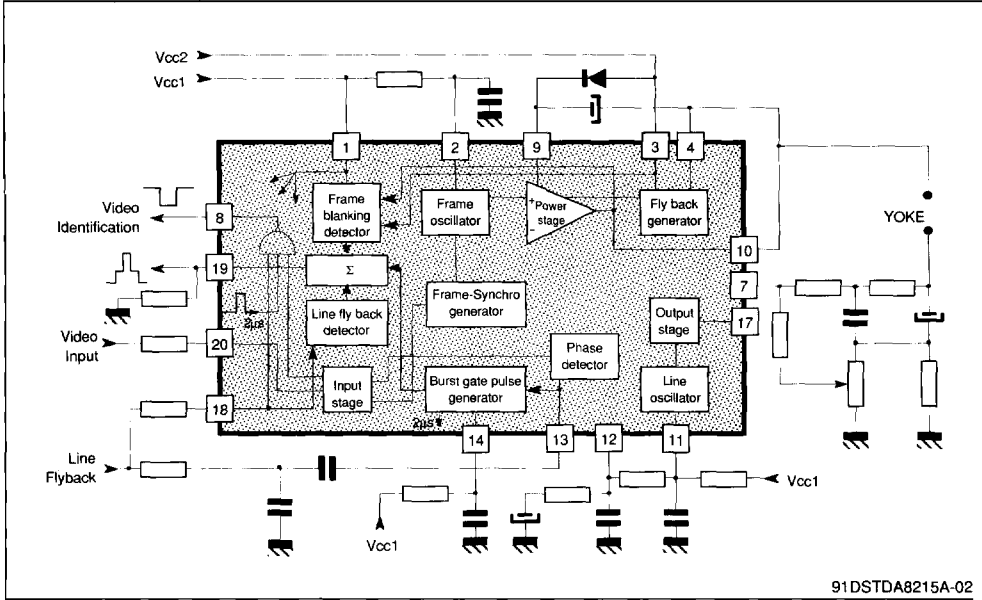 Vcc2
Vcc1
1
2
9
3
4
Video
Identification
8
Frame
blanking
detector
Frame
oscillator
+
-
Power
stage
Fly back
generator
YOKE
10
19
Σ
7
2μs
Line fly back
detector
Frame-Synchro
generator
Output
stage
17
Video
Input
20
Phase
detector
Input
stage
Burst gate pulse
generator
Line
oscillator
18
2μs
14
13
12
11
Line
Flyback
Vcc1
Vcc1
91DSTDA8215A-02